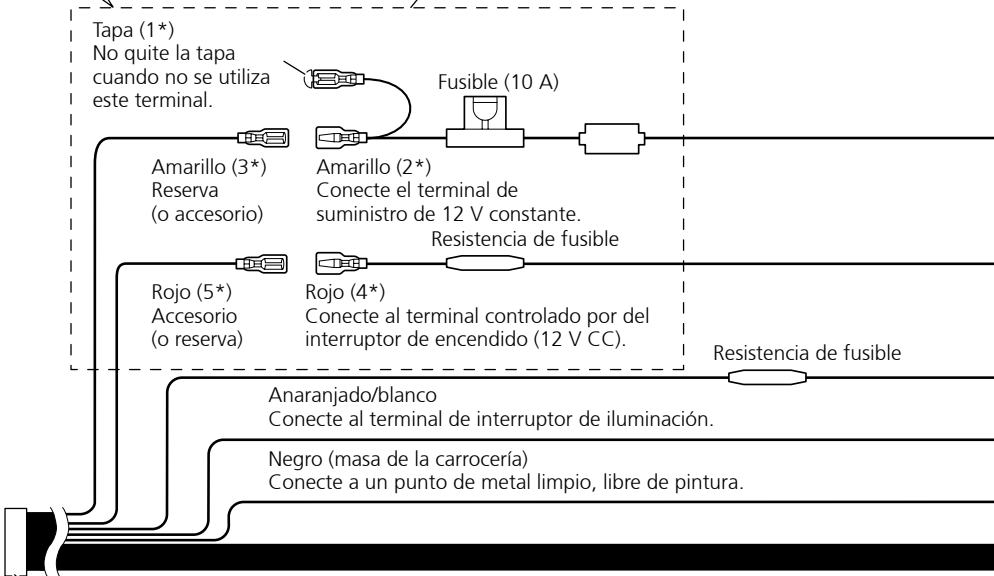 Tapa (1*)
No quite la tapa
cuando no se utiliza
este terminal.
Fusible (10 A)
Amarillo (3*)
Reserva
(o accesorio)
Amarillo (2*)
Conecte el terminal de
suministro de 12 V constante.
Resistencia de fusible
Rojo (5*)
Accesorio
(o reserva)
Rojo (4*)
Conecte al terminal controlado por del
interruptor de encendido (12 V CC).
Resistencia de fusible
Anaranjado/blanco
Conecte al terminal de interruptor de iluminación.
Negro (masa de la carrocería)
Conecte a un punto de metal limpio, libre de pintura.